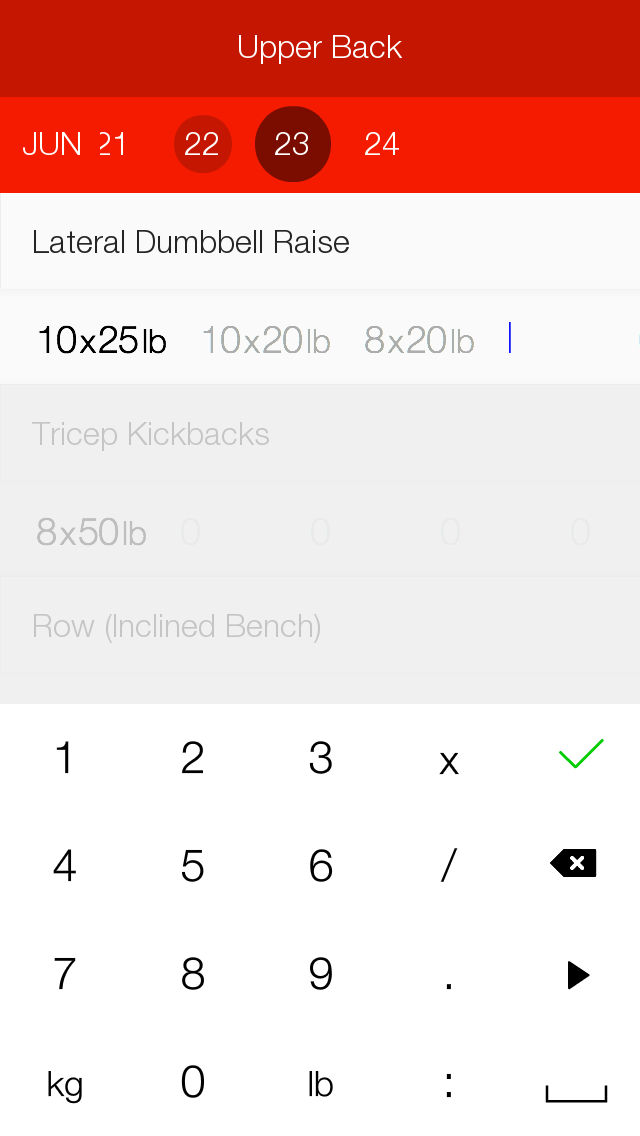 Upper Back
JUN 21 22 23 24
Lateral Dumbbell Raise
10x25lb 10x20lb 8x20lb
Tricep Kickbacks
8x50lb 0 0 0 0
Row (Inclined Bench)
1 2 3 x
4 5 6 /
7 8 9 .
kg 0 lb :